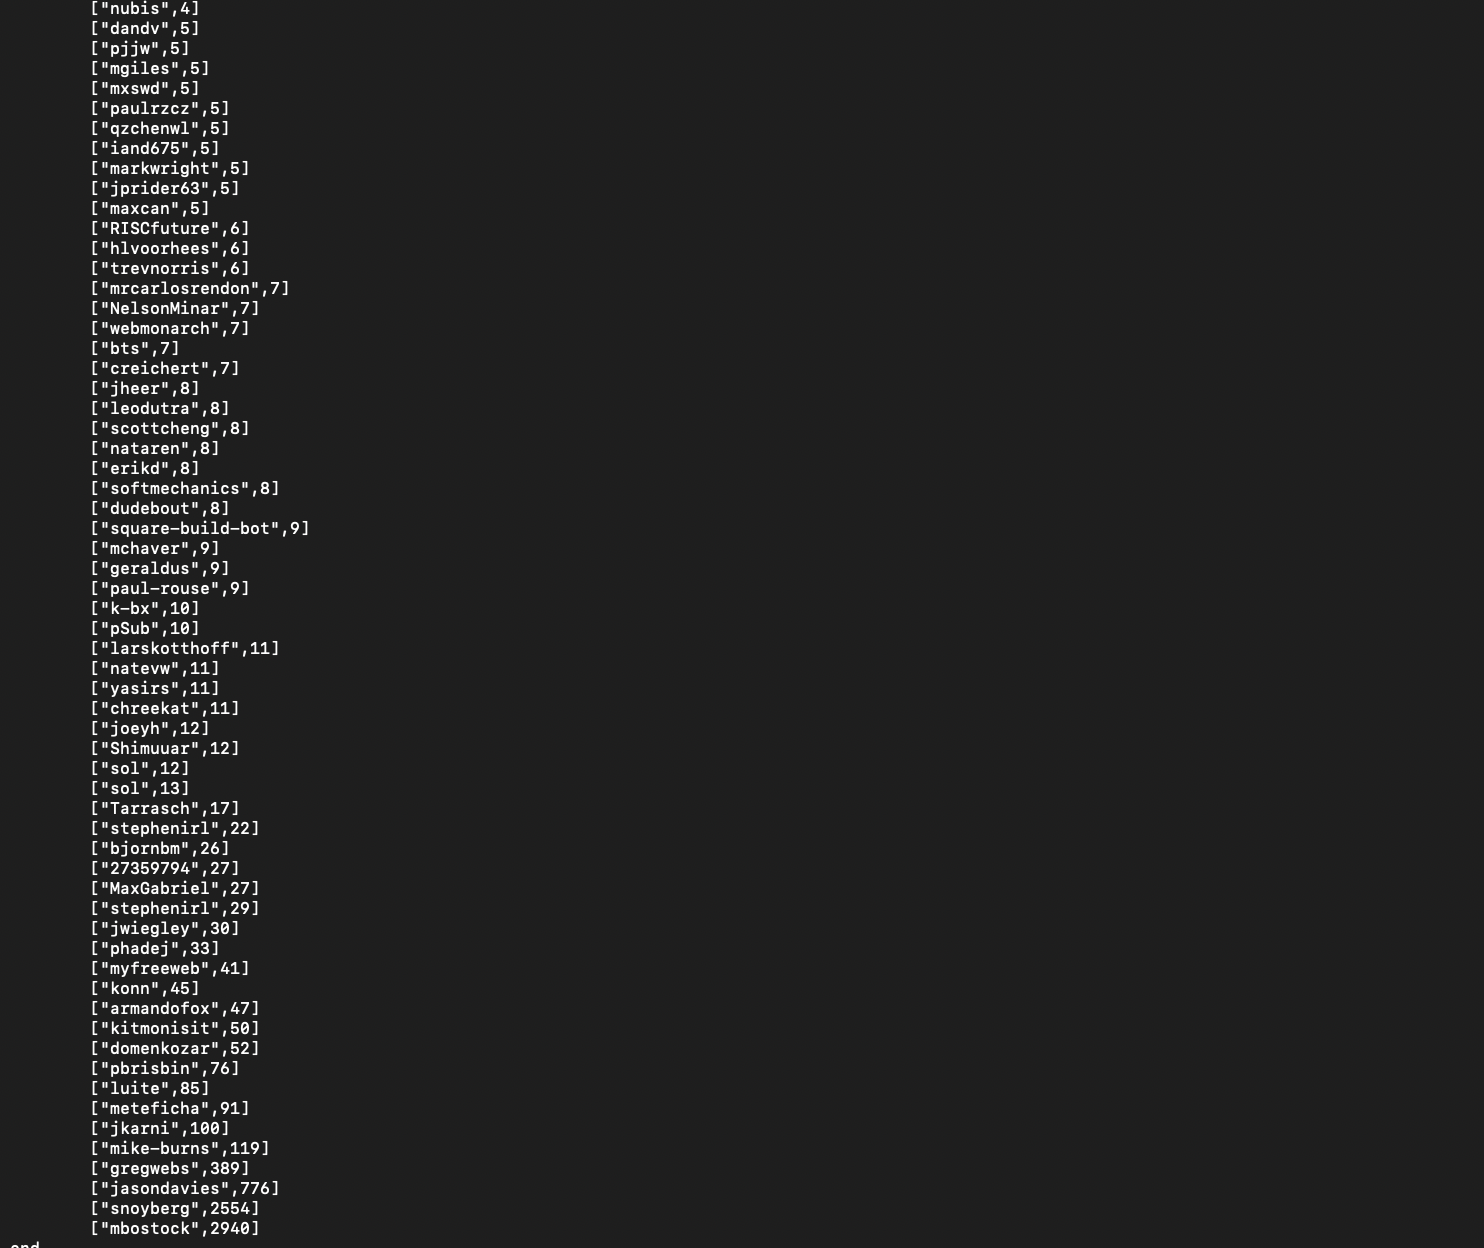 ["nubis",4]
["dandv",5]
["pjjw",5]
["mgiles",5]
["mxswd",5]
["paulrzcz",5]
["qzchenwl",5]
["iand675",5]
["markwright",5]
["jprider63",5]
["maxcan",5]
["RISCfuture",6]
["hlvoorhees",6]
["trevnorris",6]
["mrcarlosrendon",7]
["NelsonMinar",7]
["webmonarch",7]
["bts",7]
["creichert",7]
["jheer",8]
["leodutra",8]
["scottcheng",8]
["nataren",8]
["erikd",8]
["softmechanics",8]
["dudebout",8]
["square-build-bot",9]
["mchaver",9]
["geraldus",9]
["paul-rouse",9]
["k-bx",10]
["pSub",10]
["larskotthoff",11]
["natevw",11]
["yasirs",11]
["chreekat",11]
["joeyh",12]
["Shimuuar",12]
["sol",12]
["sol",13]
["Tarrasch",17]
["stephenirl",22]
["bjornbm",26]
["27359794",27]
["MaxGabriel",27]
["stephenirl",29]
["jwiegley",30]
["phadej",33]
["myfreeweb",41]
["konn",45]
["armandofox",47]
["kitmonisit",50]
["domenkozar",52]
["pbrisbin",76]
["luite",85]
["meteficha",91]
["jkarni",100]
["mike-burns",119]
["gregwebs",389]
["jasondavies",776]
["snoyberg",2554]
["mbostock",2940]
end